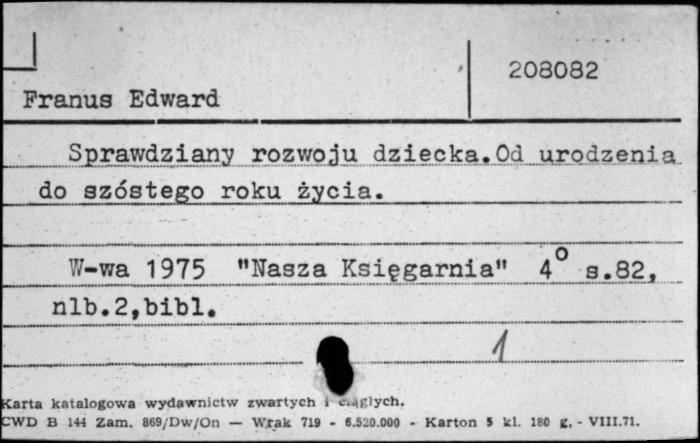 208082
Franus Edward
Sprawdziany rozwoju dziecka.Od urodzenia
do szóstego roku życia.
W-wa 1975 "Nasza Księgarnia" 4° s.82,
nlb.2,bibl.
1
Karta katalogowa wydawnictw zwartych i ciągłych.
CWD B 144 Zam. 869/Dw/On — Wrak 719 - 6.520.000 - Karton 5 kl. 180 g, - VIII.71.